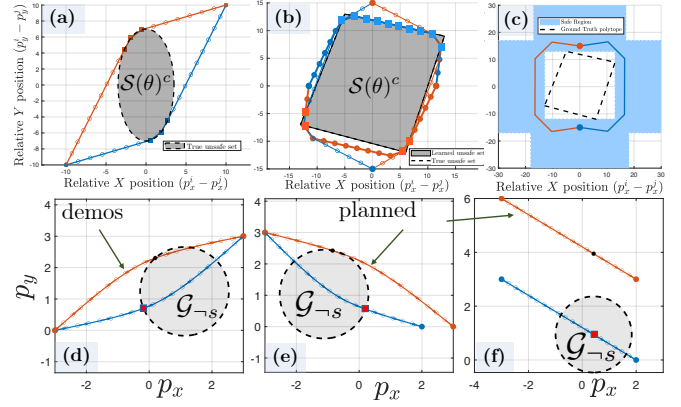 (a)
Relative Y position (p_y^i − p_y^j)
10
8
6
4
2
0
-2
-4
-6
-8
-10
S(θ)^c
True unsafe set
-10 -5 0 5 10
Relative X position (p_x^i − p_x^j)
(b)
15
10
5
0
-5
-10
-15
S(θ)^c
Learned unsafe set
True unsafe set
-15 -10 -5 0 5 10 15
Relative X position (p_x^i − p_x^j)
(c)
30
20
10
0
-10
-20
-30
Safe Region
Ground Truth polytope
-30 -20 -10 0 10 20 30
Relative X position (p_x^i − p_x^j)
demos
p_y
4
3
2
1
0
-1
G_¬s
(d)
-2 0 2
p_x
planned
4
3
2
1
0
-1
G_¬s
(e)
-2 0 2
p_x
6
4
2
0
G_¬s
(f)
-4 -2 0 2
p_x